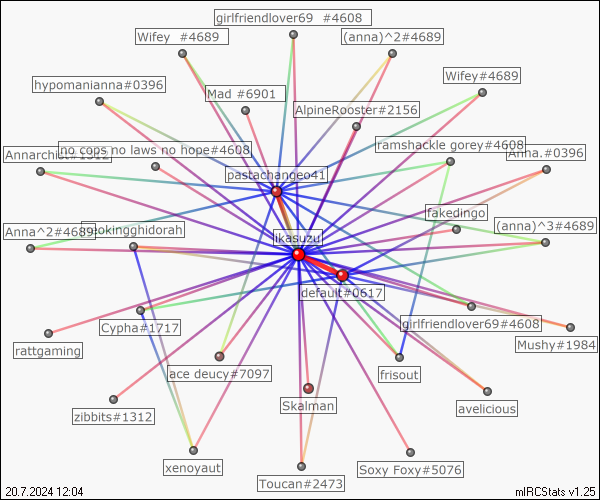 girlfriendlover69 #4608
Wifey #4689
(anna)^2#4689
Wifey#4689
hypomanianna#0396
Mad #6901
AlpineRooster#2156
no cops no laws no hope#4608
ramshackle gorey#4608
Annarchist#1312
Anna.#0396
pastachangeo41
fakedingo
(anna)^3#4689
Anna^2#4689
ikasuzu
default#0617
Cypha#1717
girlfriendlover69#4608
Mushy#1984
rattgaming
ace deucy#7097
frisout
Skalman
avelicious
zibbits#1312
xenoyaut
Toucan#2473
Soxy Foxy#5076
20.7.2024 12:04
mIRCStats v1.25